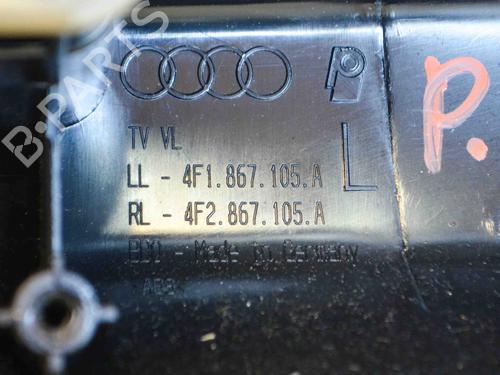 B-PARTS
P.
TV VL
L
LL - 4F1.867.105.A
RL - 4F2.867.105.A
- Made in Germany